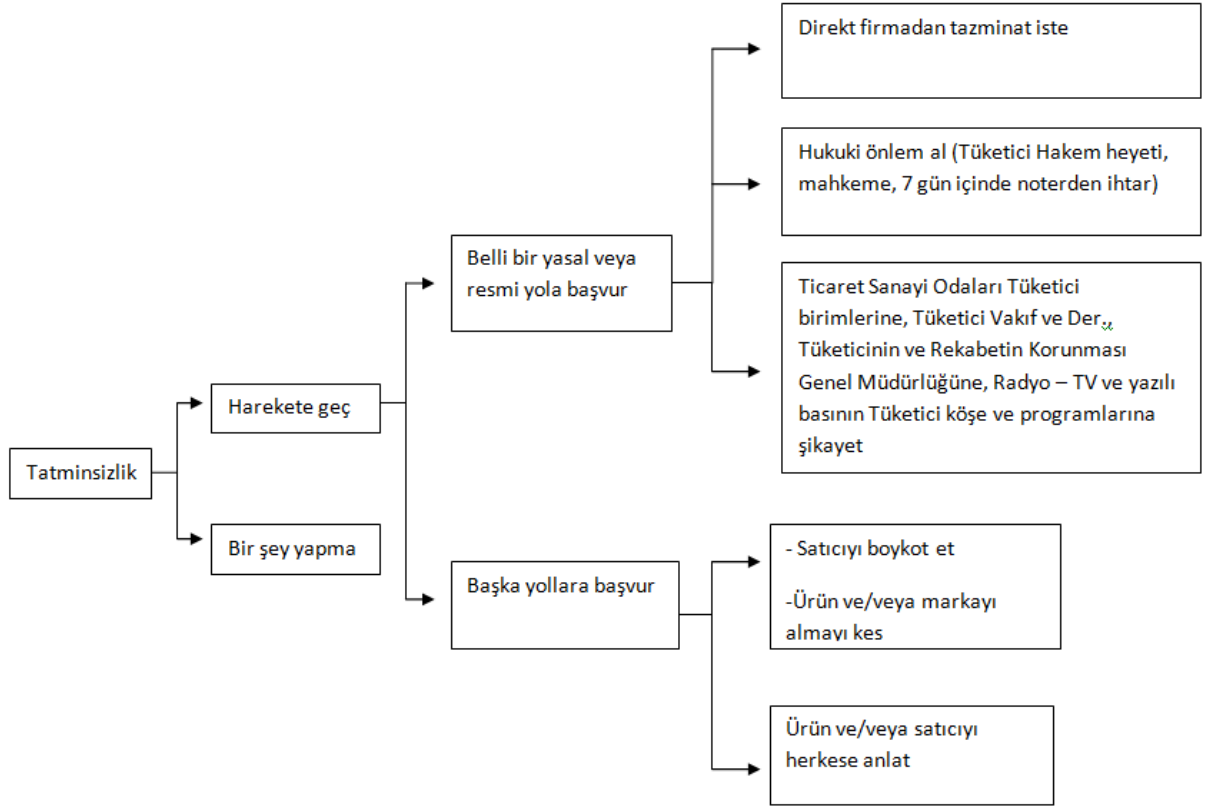 Direkt firmadan tazminat iste
Hukuki önlem al (Tüketici Hakem heyeti,
mahkeme, 7 gün içinde noterden ihtar)
Belli bir yasal veya
resmi yola başvur
Ticaret Sanayi Odaları Tüketici
birimlerine, Tüketici Vakıf ve Der.,
Tüketicinin ve Rekabetin Korunması
Genel Müdürlüğüne, Radyo – TV ve yazılı
basının Tüketici köşe ve programlarına
şikayet
Harekete geç
Tatminsizlik
Bir şey yapma
Başka yollara başvur
- Satıcıyı boykot et
-Ürün ve/veya markayı
almayı kes
Ürün ve/veya satıcıyı
herkese anlat